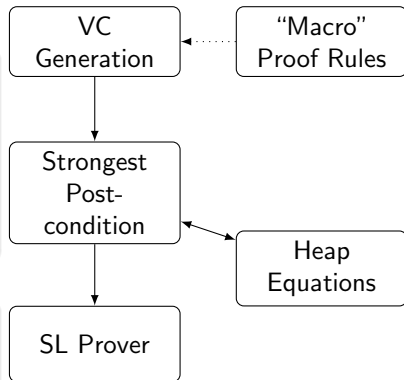 VC
Generation
“Macro”
Proof Rules
Strongest
Post-
condition
Heap
Equations
SL Prover